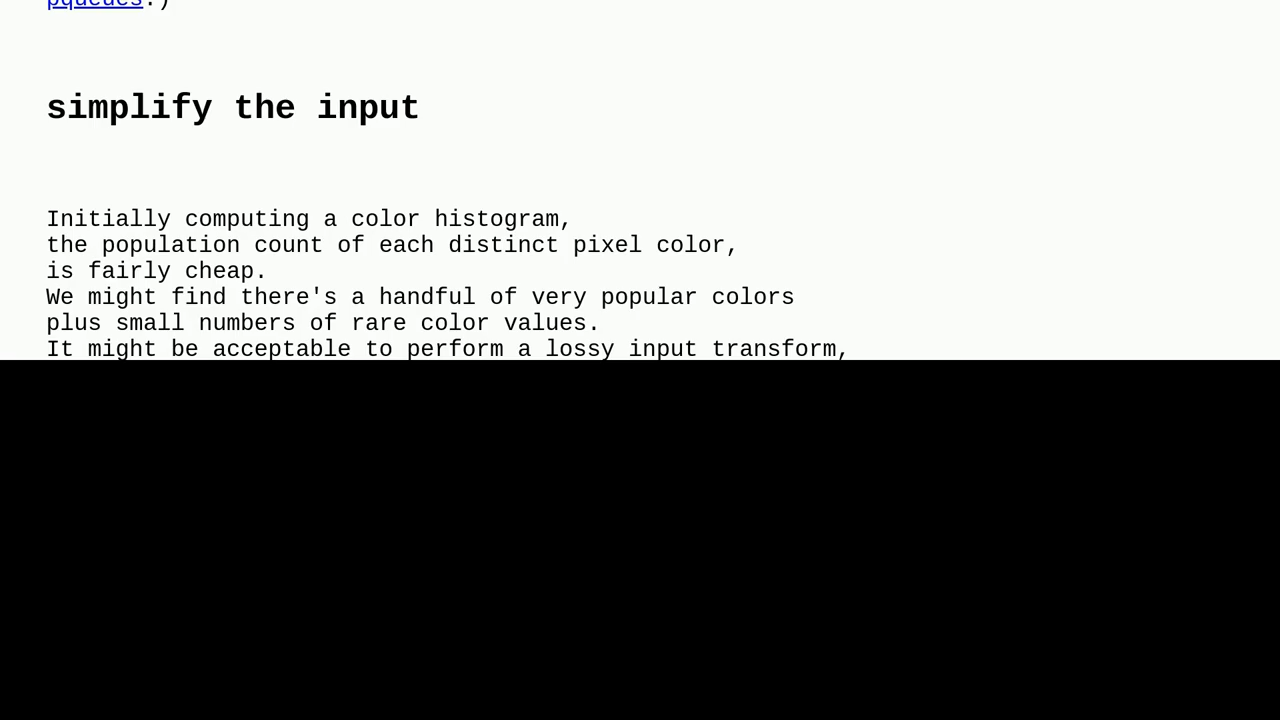 pqueues.)
simplify the input
Initially computing a color histogram,
the population count of each distinct pixel color,
is fairly cheap.
We might find there's a handful of very popular colors
plus small numbers of rare color values.
It might be acceptable to perform a lossy input transform,